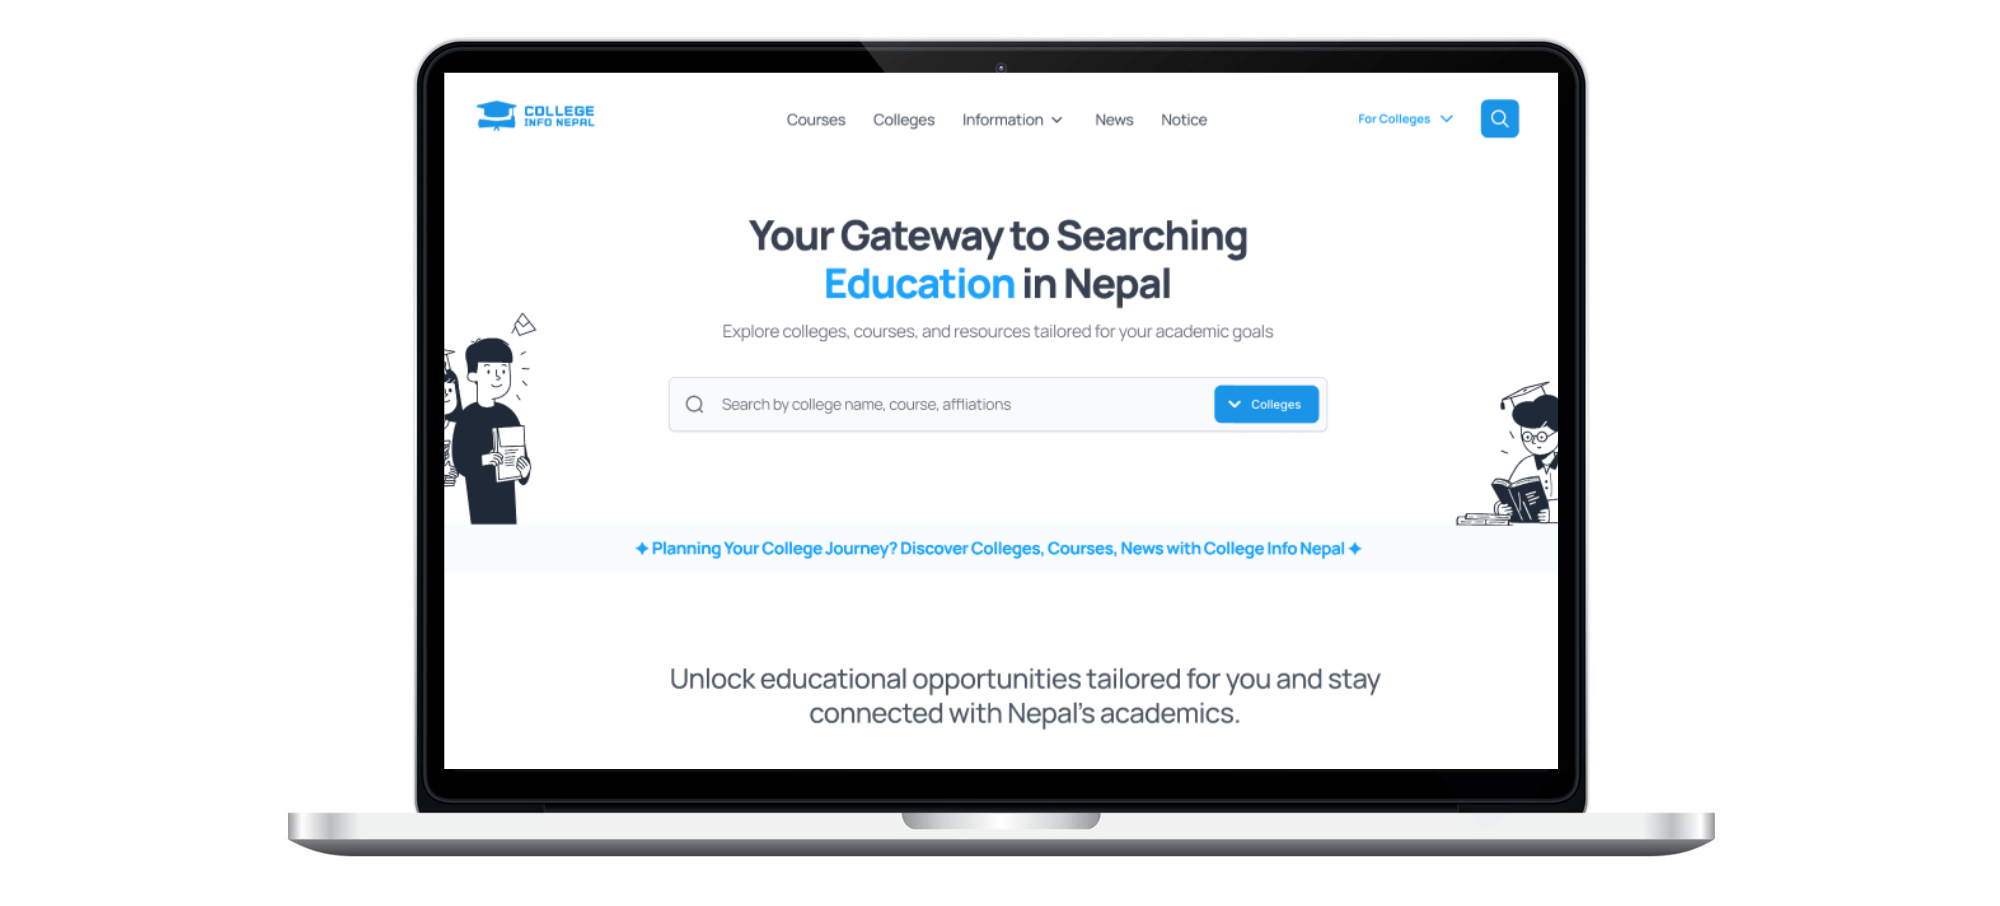 COLLEGE
INFO NEPAL
Courses Colleges Information News Notice
For Colleges
Your Gateway to Searching
Education in Nepal
Explore colleges, courses, and resources tailored for your academic goals
Search by college name, course, affliations
Colleges
✦ Planning Your College Journey? Discover Colleges, Courses, News with College Info Nepal ✦
Unlock educational opportunities tailored for you and stay
connected with Nepal's academics.